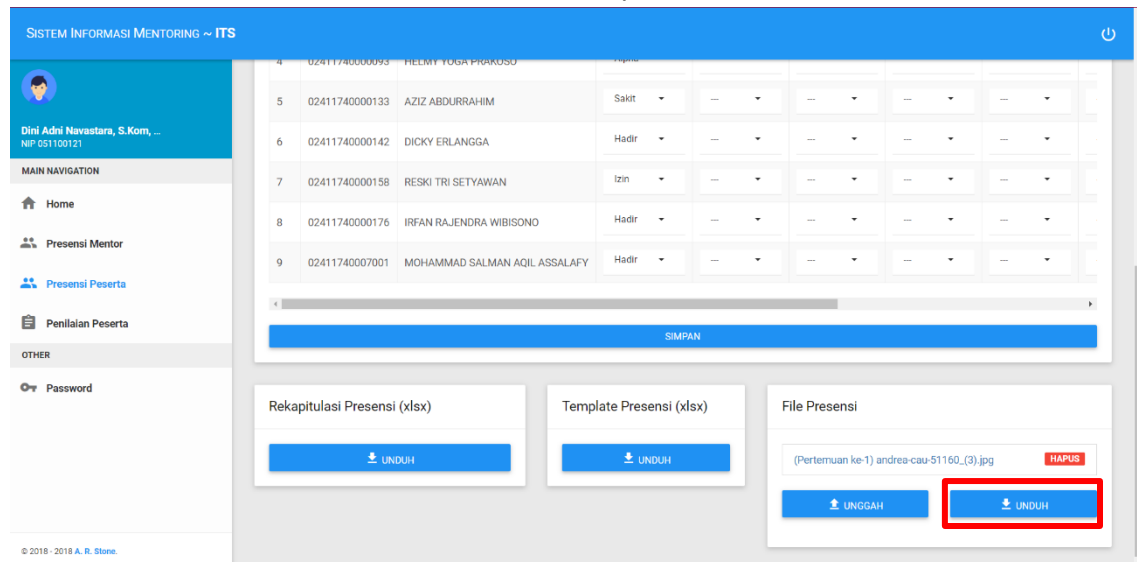 SISTEM INFORMASI MENTORING ~ ITS
Dini Adni Navastara, S.Kom, ...
NIP 051100121
MAIN NAVIGATION
Home
Presensi Mentor
Presensi Peserta
Penilaian Peserta
OTHER
Password
© 2018 - 2018 A. R. Stone.
4 02411740000093 HELMY YOGA PRAKOSO Alpha
5 02411740000133 AZIZ ABDURRAHIM Sakit --- --- --- ---
6 02411740000142 DICKY ERLANGGA Hadir --- --- --- ---
7 02411740000158 RESKI TRI SETYAWAN Izin --- --- --- ---
8 02411740000176 IRFAN RAJENDRA WIBISONO Hadir --- --- --- ---
9 02411740007001 MOHAMMAD SALMAN AQIL ASSALAFY Hadir --- --- --- ---
SIMPAN
Rekapitulasi Presensi (xlsx)
UNDUH
Template Presensi (xlsx)
UNDUH
File Presensi
(Pertemuan ke-1) andrea-cau-51160_(3).jpg HAPUS
UNGGAH
UNDUH